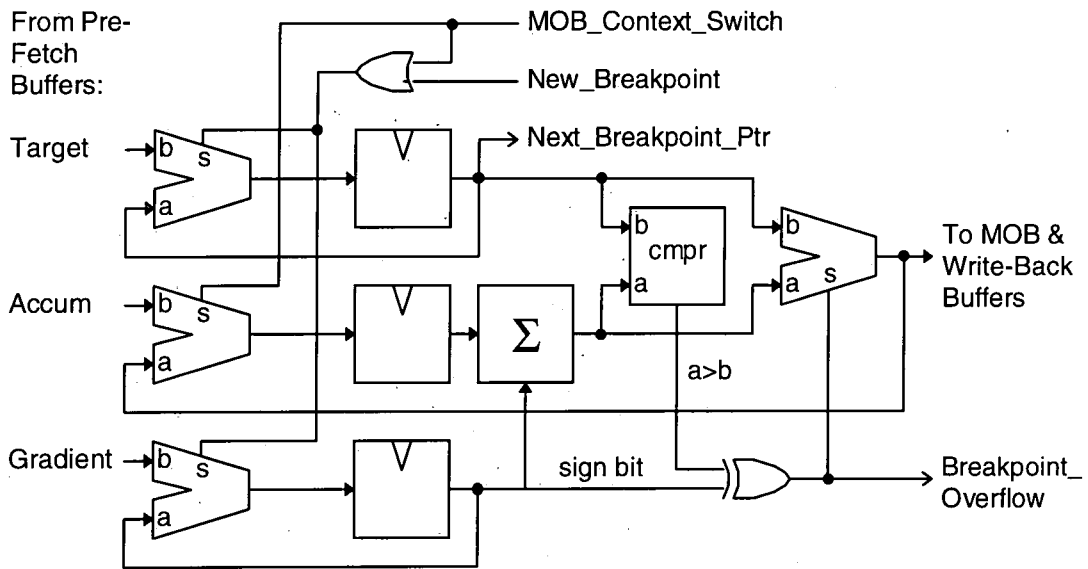 From Pre-
Fetch
Buffers:
MOB_Context_Switch
New_Breakpoint
Next_Breakpoint_Ptr
Target
b
s
a
b
cmpr
a
b
s
a
To MOB &
Write-Back
Buffers
Accum
b
s
a
Σ
a>b
Gradient
b
s
a
sign bit
Breakpoint_
Overflow